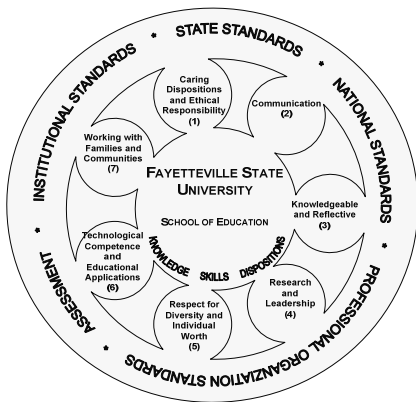 STATE STANDARDS
NATIONAL STANDARDS
PROFESSIONAL ORGANZIATION STANDARDS
ASSESSMENT
INSTITUTIONAL STANDARDS
Caring
Dispositions
and Ethical
Responsibility
(1)
Communication
(2)
Knowledgeable
and Reflective
(3)
Research
and
Leadership
(4)
Respect for
Diversity and
Individual
Worth
(5)
Technological
Competence
and
Educational
Applications
(6)
Working with
Families and
Communities
(7)
FAYETTEVILLE STATE
UNIVERSITY
SCHOOL OF EDUCATION
KNOWLEDGE SKILLS DISPOSITIONS